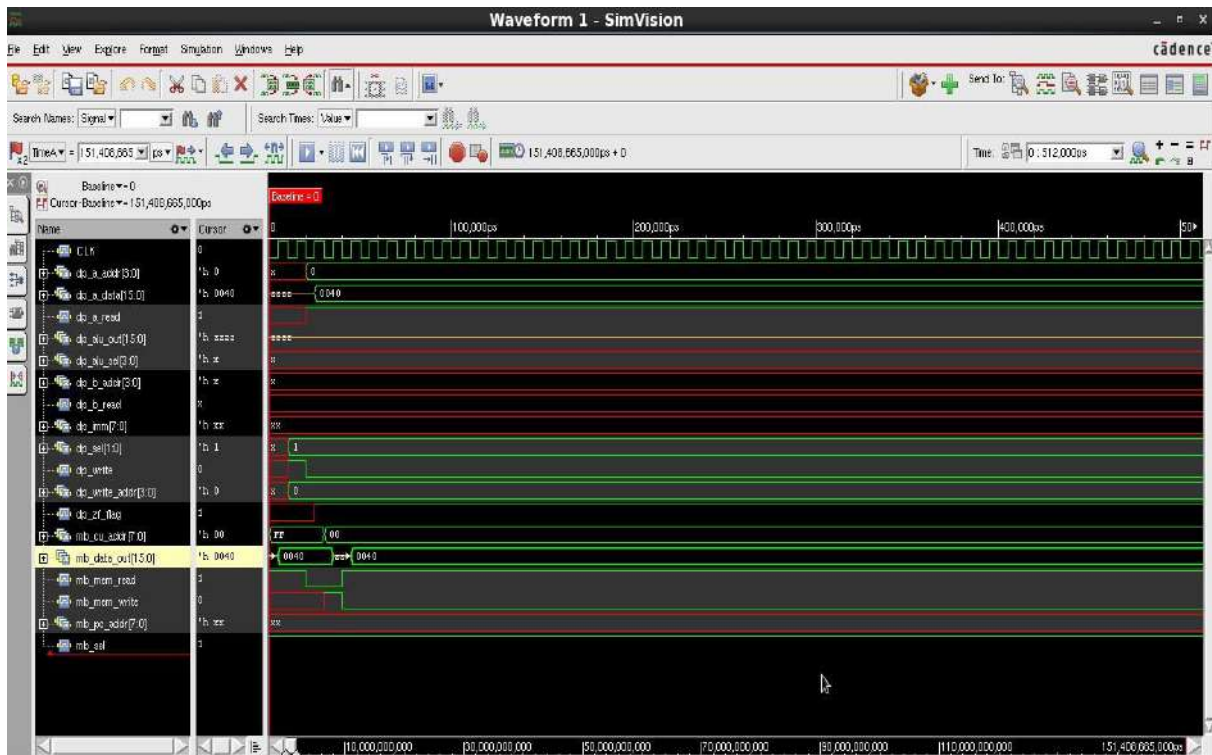 Waveform 1 - SimVision
File Edit View Explore Format Simulation Windows Help
cādence
Send To:
Search Names: Signal
Search Times: Value
TimeA = 151,408,665 ps
151,408,665,000ps + 0
Time: 0 : 512,000ps
Baseline = 0
Cursor-Baseline = 151,408,665,000ps
Baseline = 0
Name Cursor 0 100,000ps 200,000ps 300,000ps 400,000ps 50
CLK 0
dp_a_addr[3:0] 'h 0 x 0
dp_a_data[15:0] 'h 0040 0040
dp_a_read 1
dp_alu_out[15:0] 'h xxxx
dp_alu_sel[3:0] 'h x x
dp_b_addr[3:0] 'h x x
dp_b_read x
dp_imm[7:0] 'h xx xx
dp_sel[1:0] 'h 1 x 1
dp_write 0
dp_write_addr[3:0] 'h 0 x 0
dp_zf_flag 1
mb_cu_addr[7:0] 'h 00 FF 00
mb_data_out[15:0] 'h 0040 0040 0040
mb_mem_read 1
mb_mem_write 0
mb_pc_addr[7:0] 'h xx xx
mb_sel 1
10,000,000,000 30,000,000,000 50,000,000,000 70,000,000,000 90,000,000,000 110,000,000,000 151,408,665,000ps